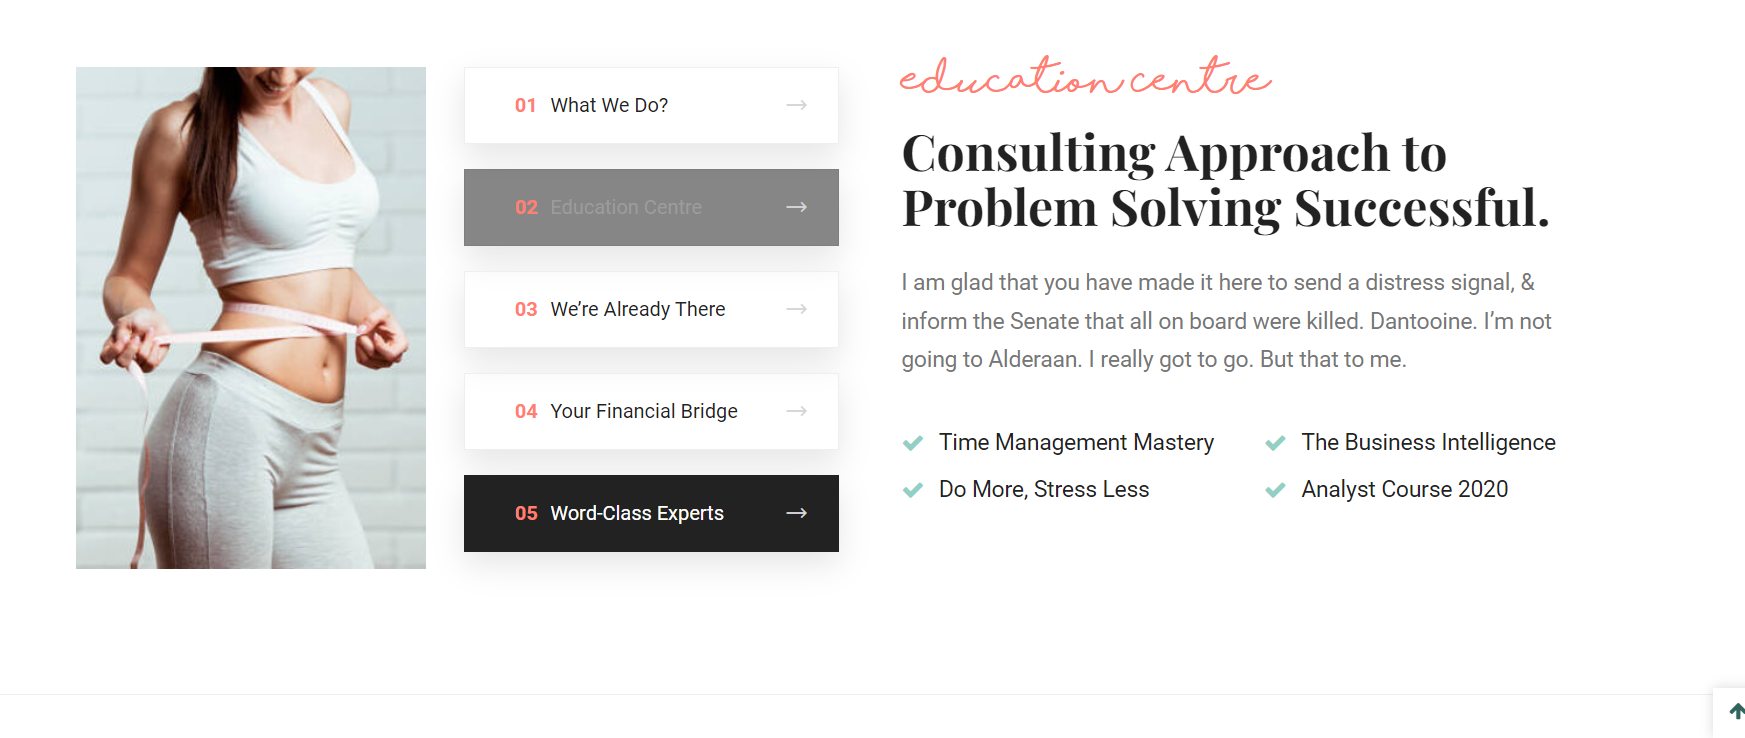 01 What We Do?
02 Education Centre
03 We’re Already There
04 Your Financial Bridge
05 Word-Class Experts
education centre
Consulting Approach to
Problem Solving Successful.
I am glad that you have made it here to send a distress signal, &
inform the Senate that all on board were killed. Dantooine. I’m not
going to Alderaan. I really got to go. But that to me.
Time Management Mastery
The Business Intelligence
Do More, Stress Less
Analyst Course 2020